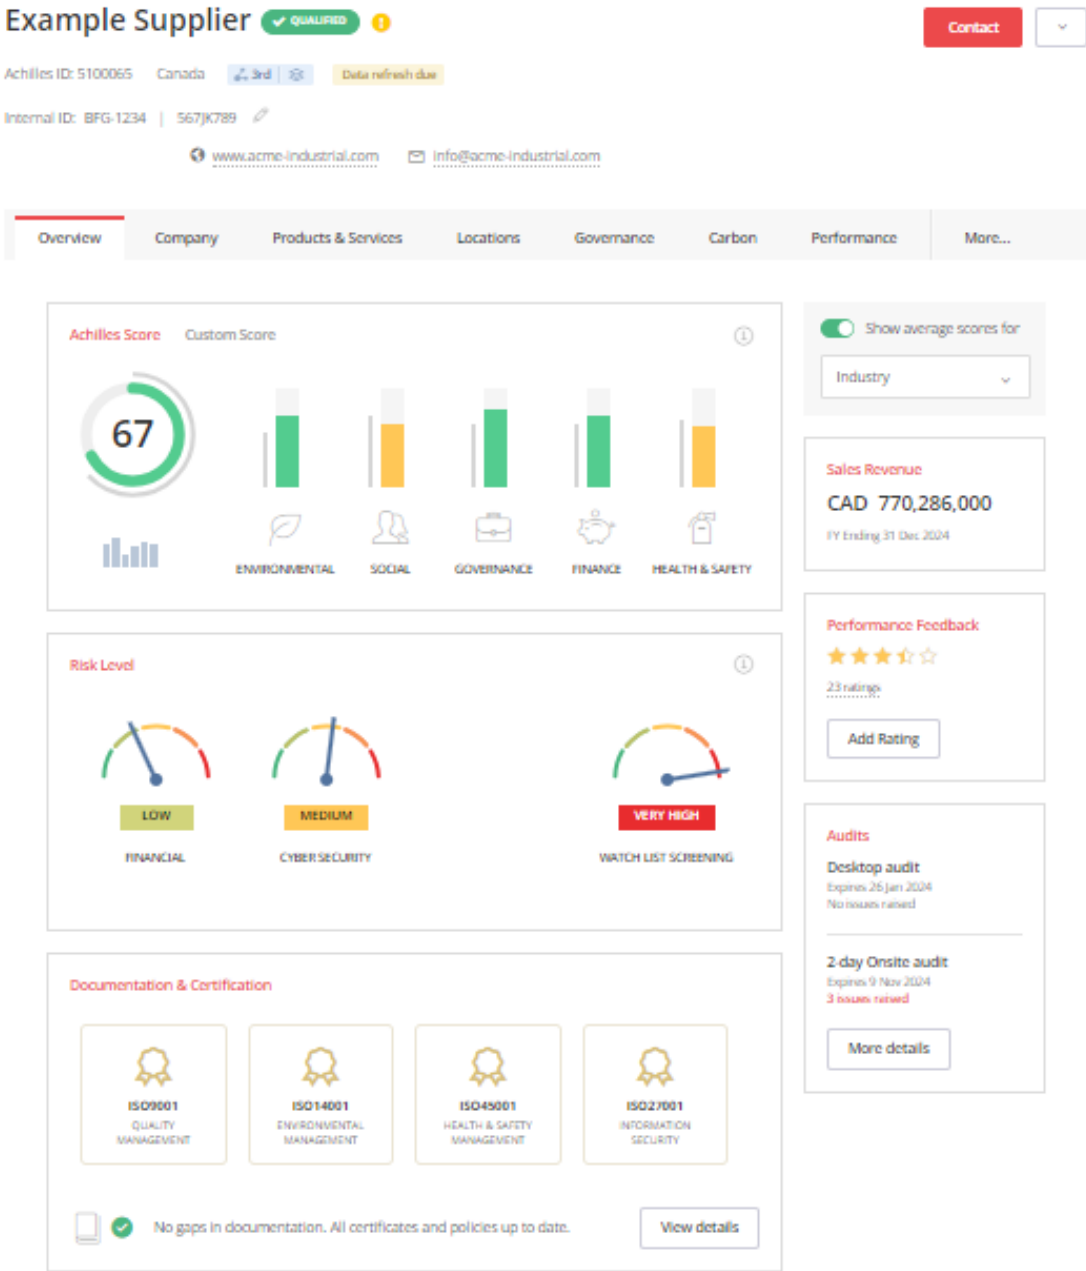 Example Supplier QUALIFIED
Contact
Achilles ID: 5100065 Canada 3rd Data refresh due
Internal ID: BFG-1234 | 567JK789
www.acme-industrial.com info@acme-industrial.com
Overview Company Products & Services Locations Governance Carbon Performance More...
Achilles Score Custom Score
67
ENVIRONMENTAL SOCIAL GOVERNANCE FINANCE HEALTH & SAFETY
Show average scores for
Industry
Sales Revenue
CAD 770,286,000
FY Ending 31 Dec 2024
Risk Level
LOW MEDIUM VERY HIGH
FINANCIAL CYBER SECURITY WATCH LIST SCREENING
Performance Feedback
23 ratings
Add Rating
Audits
Desktop audit
Expires 26 Jan 2024
No issues raised
2-day Onsite audit
Expires 9 Nov 2024
3 issues raised
More details
Documentation & Certification
ISO9001 ISO14001 ISO45001 ISO27001
QUALITY ENVIRONMENTAL HEALTH & SAFETY INFORMATION
MANAGEMENT MANAGEMENT MANAGEMENT SECURITY
No gaps in documentation. All certificates and policies up to date.
View details